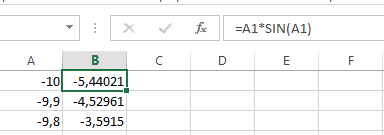 fx =A1*SIN(A1)
A B C D E F
-10 -5,44021
-9,9 -4,52961
-9,8 -3,5915